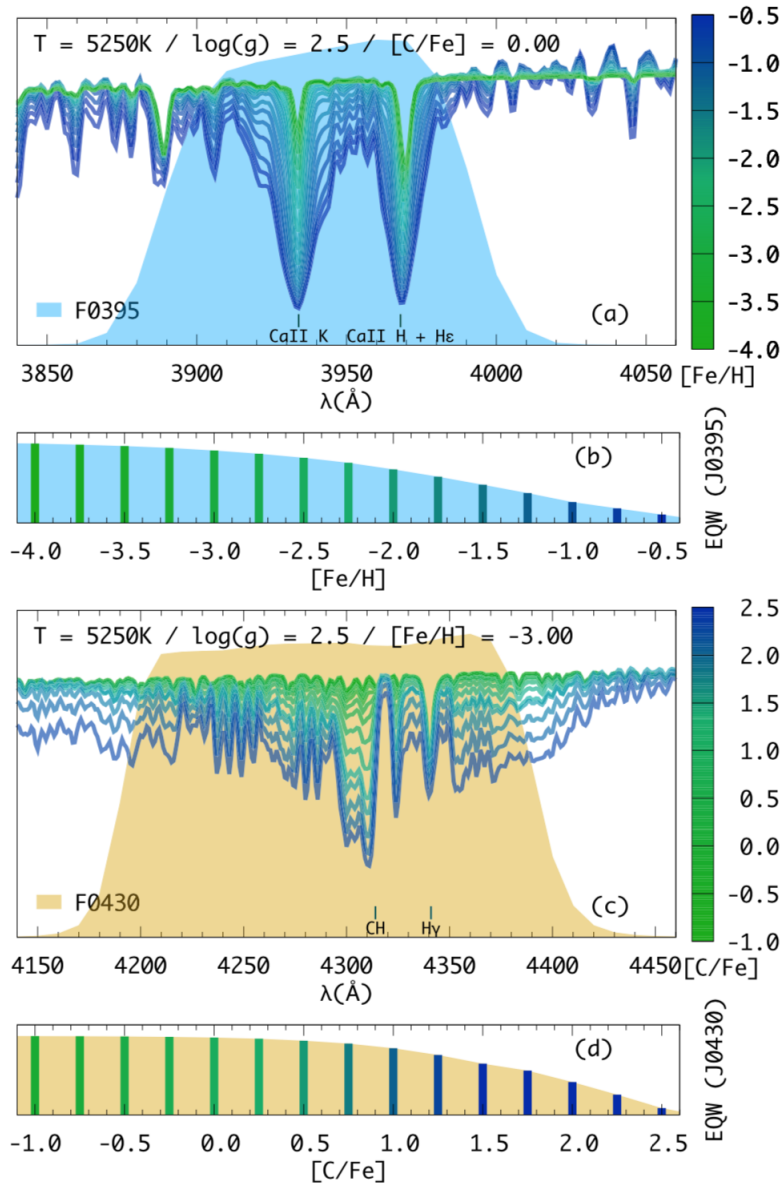 T = 5250K / log(g) = 2.5 / [C/Fe] = 0.00
-0.5
-1.0
-1.5
-2.0
-2.5
-3.0
-3.5
-4.0
F0395
(a)
CaII K CaII H + Hε
3850 3900 3950 4000 4050 [Fe/H]
λ(Å)
(b)
EQW (J0395)
-4.0 -3.5 -3.0 -2.5 -2.0 -1.5 -1.0 -0.5
[Fe/H]
T = 5250K / log(g) = 2.5 / [Fe/H] = -3.00
2.5
2.0
1.5
1.0
0.5
0.0
-0.5
-1.0
F0430
(c)
CH Hγ
4150 4200 4250 4300 4350 4400 4450 [C/Fe]
λ(Å)
(d)
EQW (J0430)
-1.0 -0.5 0.0 0.5 1.0 1.5 2.0 2.5
[C/Fe]